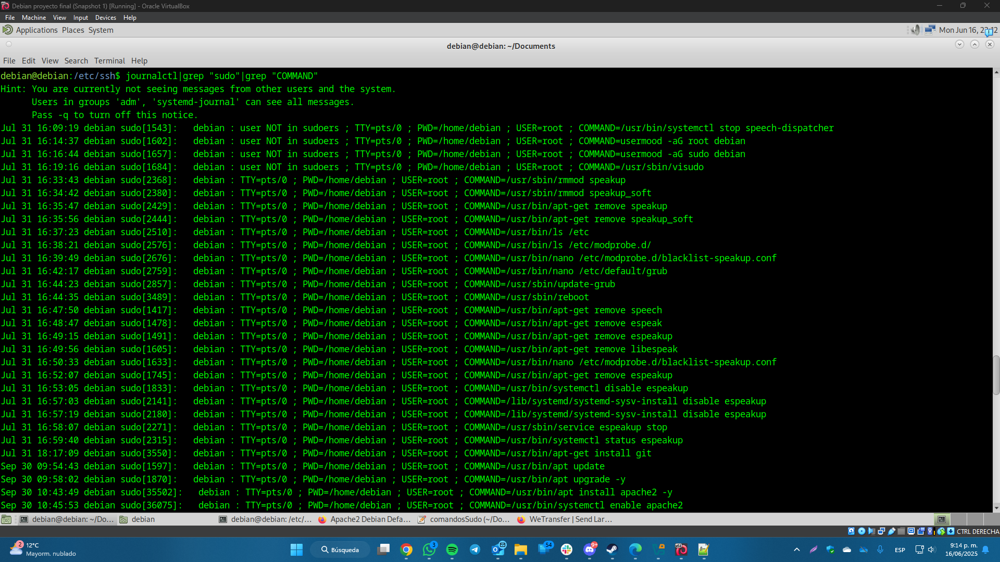 Debian proyecto final (Snapshot 1) [Running] - Oracle VirtualBox
File Machine View Input Devices Help
Applications Places System
Mon Jun 16,
debian@debian: ~/Documents
File Edit View Search Terminal Help
debian@debian:/etc/ssh$ journalctl|grep "sudo"|grep "COMMAND"
Hint: You are currently not seeing messages from other users and the system.
      Users in groups 'adm', 'systemd-journal' can see all messages.
      Pass -q to turn off this notice.
Jul 31 16:09:19 debian sudo[1543]:   debian : user NOT in sudoers ; TTY=pts/0 ; PWD=/home/debian ; USER=root ; COMMAND=/usr/bin/systemctl stop speech-dispatcher
Jul 31 16:14:37 debian sudo[1602]:   debian : user NOT in sudoers ; TTY=pts/0 ; PWD=/home/debian ; USER=root ; COMMAND=usermood -aG root debian
Jul 31 16:16:44 debian sudo[1657]:   debian : user NOT in sudoers ; TTY=pts/0 ; PWD=/home/debian ; USER=root ; COMMAND=usermood -aG sudo debian
Jul 31 16:19:16 debian sudo[1684]:   debian : user NOT in sudoers ; TTY=pts/0 ; PWD=/home/debian ; USER=root ; COMMAND=/usr/sbin/visudo
Jul 31 16:33:43 debian sudo[2368]:   debian : TTY=pts/0 ; PWD=/home/debian ; USER=root ; COMMAND=/usr/sbin/rmmod speakup
Jul 31 16:34:42 debian sudo[2380]:   debian : TTY=pts/0 ; PWD=/home/debian ; USER=root ; COMMAND=/usr/sbin/rmmod speakup_soft
Jul 31 16:35:47 debian sudo[2429]:   debian : TTY=pts/0 ; PWD=/home/debian ; USER=root ; COMMAND=/usr/bin/apt-get remove speakup
Jul 31 16:35:56 debian sudo[2444]:   debian : TTY=pts/0 ; PWD=/home/debian ; USER=root ; COMMAND=/usr/bin/apt-get remove speakup_soft
Jul 31 16:37:23 debian sudo[2510]:   debian : TTY=pts/0 ; PWD=/home/debian ; USER=root ; COMMAND=/usr/bin/ls /etc
Jul 31 16:38:21 debian sudo[2576]:   debian : TTY=pts/0 ; PWD=/home/debian ; USER=root ; COMMAND=/usr/bin/ls /etc/modprobe.d/
Jul 31 16:39:49 debian sudo[2676]:   debian : TTY=pts/0 ; PWD=/home/debian ; USER=root ; COMMAND=/usr/bin/nano /etc/modprobe.d/blacklist-speakup.conf
Jul 31 16:42:17 debian sudo[2759]:   debian : TTY=pts/0 ; PWD=/home/debian ; USER=root ; COMMAND=/usr/bin/nano /etc/default/grub
Jul 31 16:44:23 debian sudo[2857]:   debian : TTY=pts/0 ; PWD=/home/debian ; USER=root ; COMMAND=/usr/sbin/update-grub
Jul 31 16:44:35 debian sudo[3489]:   debian : TTY=pts/0 ; PWD=/home/debian ; USER=root ; COMMAND=/usr/sbin/reboot
Jul 31 16:47:50 debian sudo[1417]:   debian : TTY=pts/0 ; PWD=/home/debian ; USER=root ; COMMAND=/usr/bin/apt-get remove speech
Jul 31 16:48:47 debian sudo[1478]:   debian : TTY=pts/0 ; PWD=/home/debian ; USER=root ; COMMAND=/usr/bin/apt-get remove espeak
Jul 31 16:49:15 debian sudo[1491]:   debian : TTY=pts/0 ; PWD=/home/debian ; USER=root ; COMMAND=/usr/bin/apt-get remove espeakup
Jul 31 16:49:56 debian sudo[1605]:   debian : TTY=pts/0 ; PWD=/home/debian ; USER=root ; COMMAND=/usr/bin/apt-get remove libespeak
Jul 31 16:50:33 debian sudo[1633]:   debian : TTY=pts/0 ; PWD=/home/debian ; USER=root ; COMMAND=/usr/bin/nano /etc/modprobe.d/blacklist-speakup.conf
Jul 31 16:52:07 debian sudo[1745]:   debian : TTY=pts/0 ; PWD=/home/debian ; USER=root ; COMMAND=/usr/bin/apt-get remove espeakup
Jul 31 16:53:05 debian sudo[1833]:   debian : TTY=pts/0 ; PWD=/home/debian ; USER=root ; COMMAND=/usr/bin/systemctl disable espeakup
Jul 31 16:57:03 debian sudo[2141]:   debian : TTY=pts/0 ; PWD=/home/debian ; USER=root ; COMMAND=/lib/systemd/systemd-sysv-install disable espeakup
Jul 31 16:57:19 debian sudo[2180]:   debian : TTY=pts/0 ; PWD=/home/debian ; USER=root ; COMMAND=/lib/systemd/systemd-sysv-install disable espeakup
Jul 31 16:58:07 debian sudo[2271]:   debian : TTY=pts/0 ; PWD=/home/debian ; USER=root ; COMMAND=/usr/sbin/service espeakup stop
Jul 31 16:59:40 debian sudo[2315]:   debian : TTY=pts/0 ; PWD=/home/debian ; USER=root ; COMMAND=/usr/bin/systemctl status espeakup
Jul 31 18:17:09 debian sudo[3550]:   debian : TTY=pts/0 ; PWD=/home/debian ; USER=root ; COMMAND=/usr/bin/apt-get install git
Sep 30 09:54:43 debian sudo[1597]:   debian : TTY=pts/0 ; PWD=/home/debian ; USER=root ; COMMAND=/usr/bin/apt update
Sep 30 09:58:02 debian sudo[1870]:   debian : TTY=pts/0 ; PWD=/home/debian ; USER=root ; COMMAND=/usr/bin/apt upgrade -y
Sep 30 10:43:49 debian sudo[35502]:   debian : TTY=pts/0 ; PWD=/home/debian ; USER=root ; COMMAND=/usr/bin/apt install apache2 -y
Sep 30 10:45:53 debian sudo[36075]:   debian : TTY=pts/0 ; PWD=/home/debian ; USER=root ; COMMAND=/usr/bin/systemctl enable apache2
debian@debian: ~/Do... debian debian@debian: /etc/... Apache2 Debian Defa... comandosSudo (~/Do... WeTransfer | Send Lar...
CTRL DERECHA
2
12°C
Mayorm. nublado
Búsqueda
3
54
9+
ESP
9:14 p. m.
16/06/2025